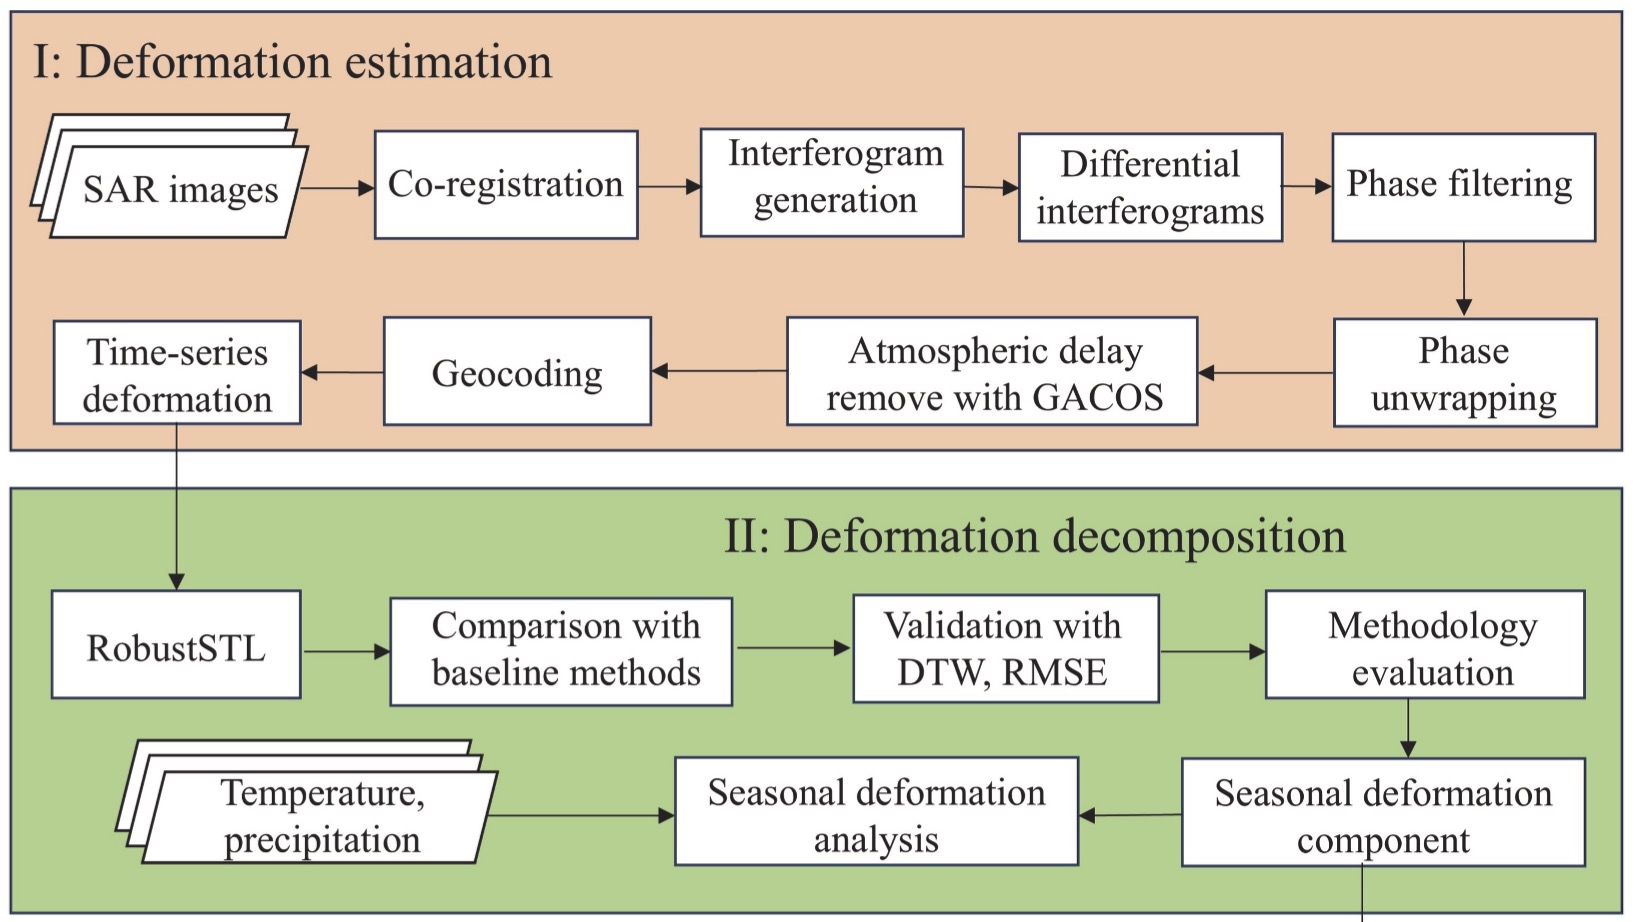 I: Deformation estimation
SAR images
Co-registration
Interferogram
generation
Differential
interferograms
Phase filtering
Time-series
deformation
Geocoding
Atmospheric delay
remove with GACOS
Phase
unwrapping
II: Deformation decomposition
RobustSTL
Comparison with
baseline methods
Validation with
DTW, RMSE
Methodology
evaluation
Temperature,
precipitation
Seasonal deformation
analysis
Seasonal deformation
component